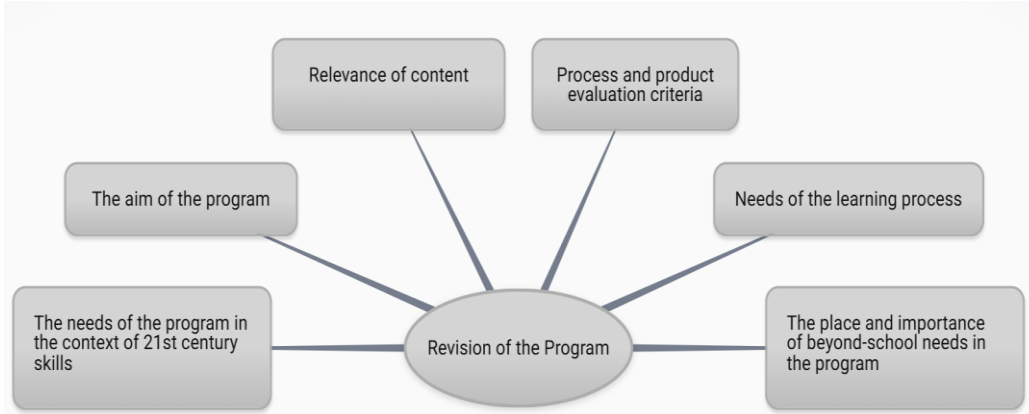 Relevance of content
Process and product
evaluation criteria
The aim of the program
Needs of the learning process
The needs of the program in
the context of 21st century
skills
Revision of the Program
The place and importance
of beyond-school needs in
the program